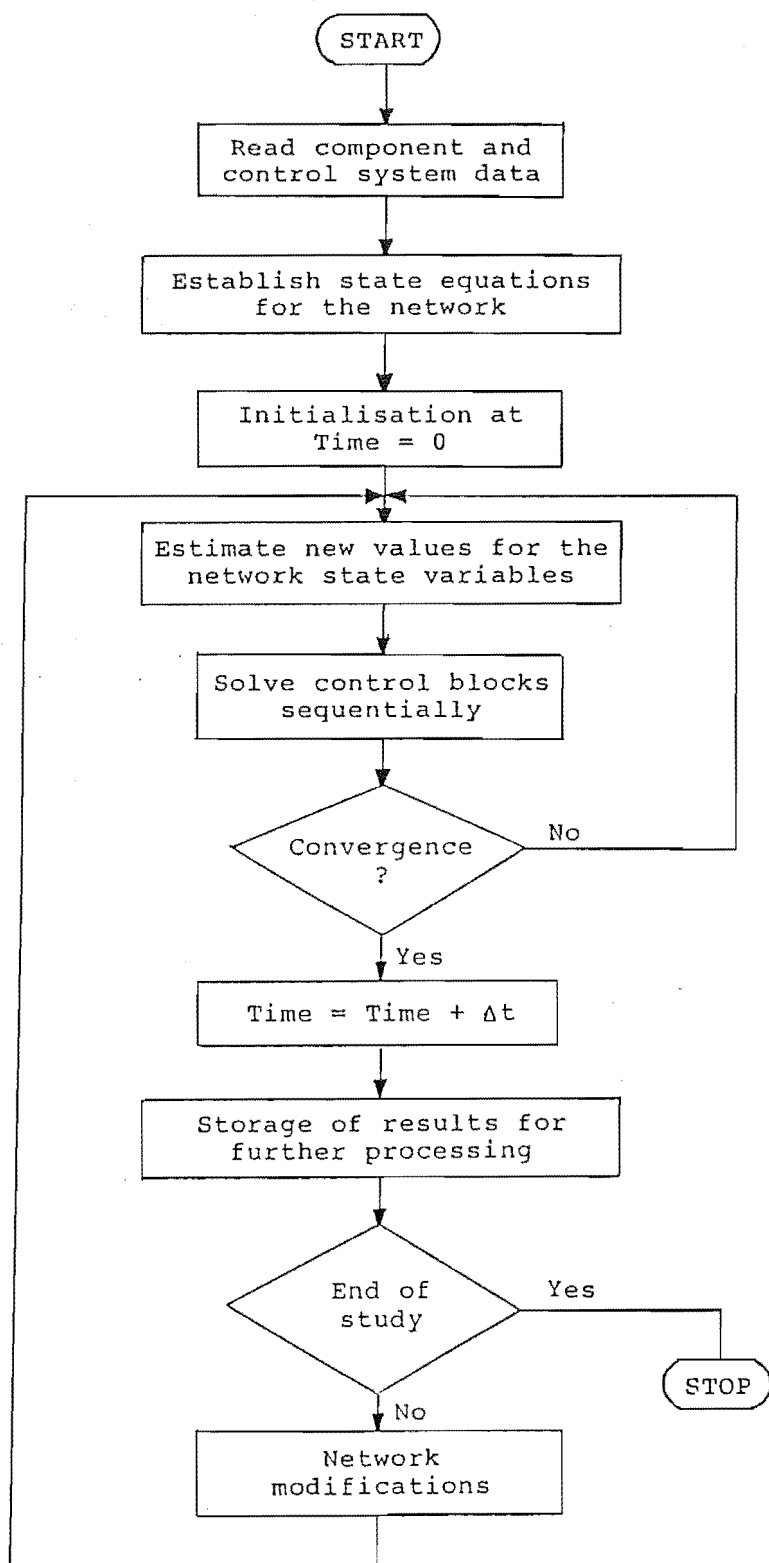 START
Read component and
control system data
Establish state equations
for the network
Initialisation at
Time = 0
Estimate new values for the
network state variables
Solve control blocks
sequentially
Convergence
?
No
Yes
Time = Time + Δt
Storage of results for
further processing
End of
study
Yes
STOP
No
Network
modifications